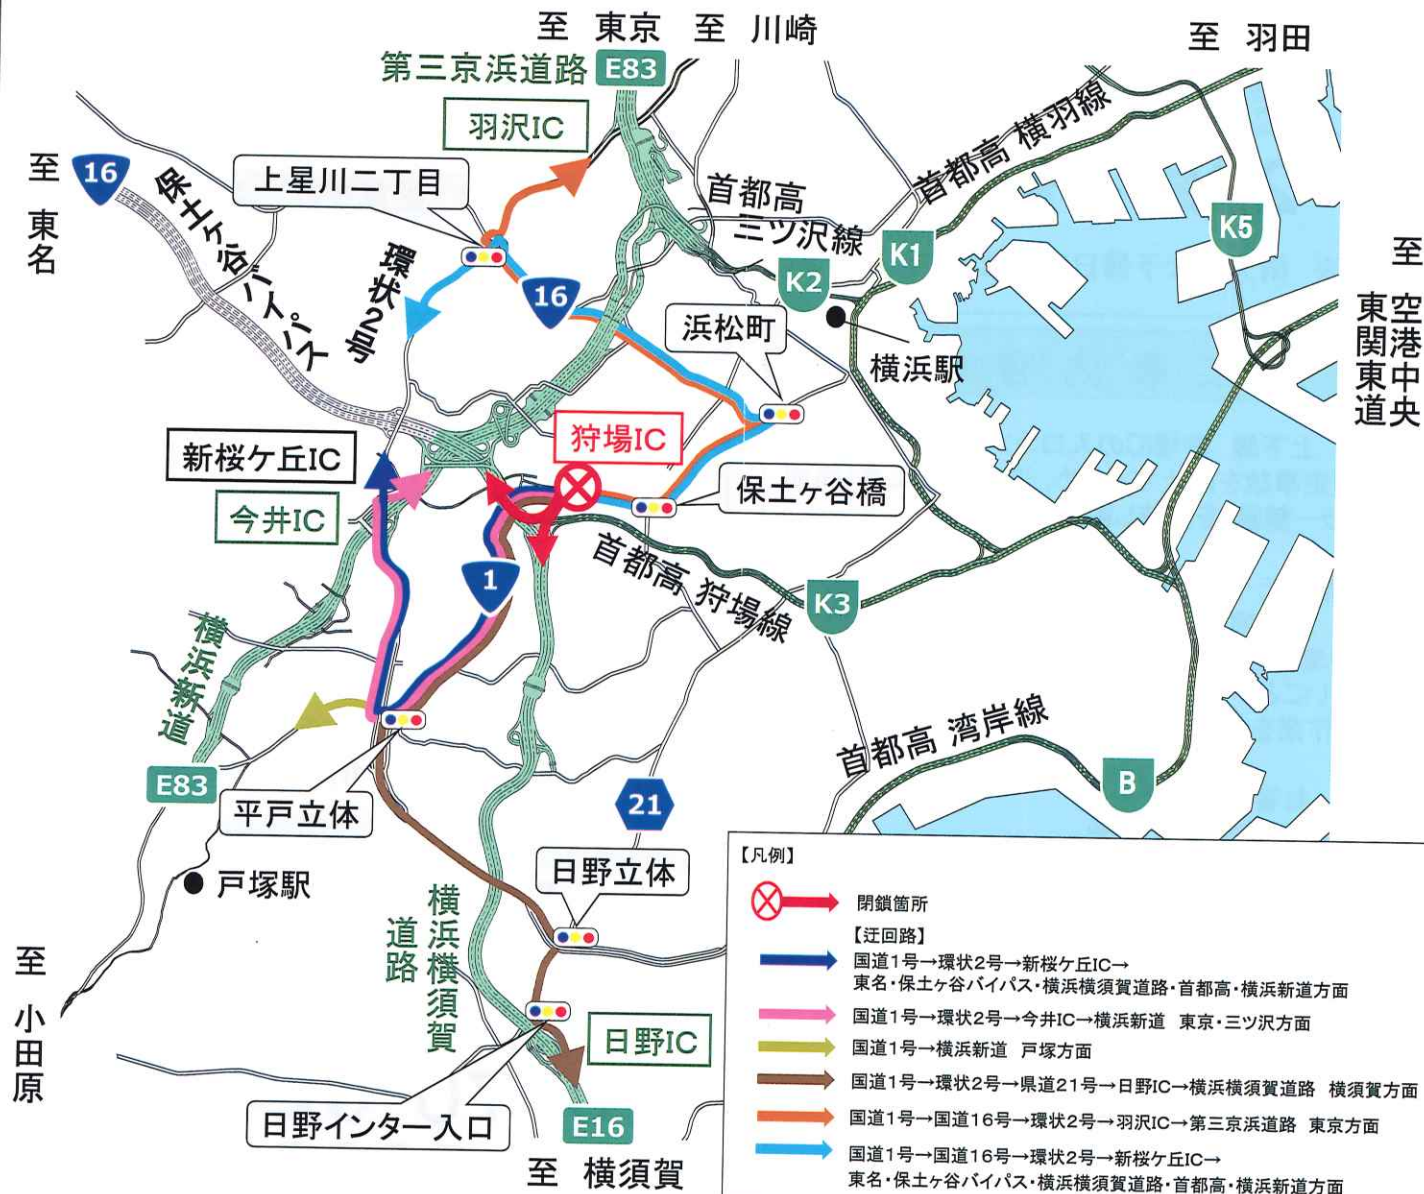 至 東京 至 川崎
至 羽田
第三京浜道路 E83
羽沢IC
首都高 横羽線
至 東名
16
保土ケ谷バイパス
上星川二丁目
首都高
三ツ沢線
K5
K1
K2
至 空港中央
東関東道
環状2号
16
浜松町
横浜駅
狩場IC
新桜ケ丘IC
保土ヶ谷橋
今井IC
首都高 狩場線
1
K3
横浜新道
首都高 湾岸線
E83
B
平戸立体
21
戸塚駅
日野立体
横浜横須賀
道路
至 小田原
日野IC
日野インター入口
E16
至 横須賀
【凡例】
閉鎖箇所
【迂回路】
国道1号→環状2号→新桜ケ丘IC→
東名・保土ヶ谷バイパス・横浜横須賀道路・首都高・横浜新道方面
国道1号→環状2号→今井IC→横浜新道 東京・三ツ沢方面
国道1号→横浜新道 戸塚方面
国道1号→環状2号→県道21号→日野IC→横浜横須賀道路 横須賀方面
国道1号→国道16号→環状2号→羽沢IC→第三京浜道路 東京方面
国道1号→国道16号→環状2号→新桜ケ丘IC→
東名・保土ケ谷バイパス・横浜横須賀道路・首都高・横浜新道方面